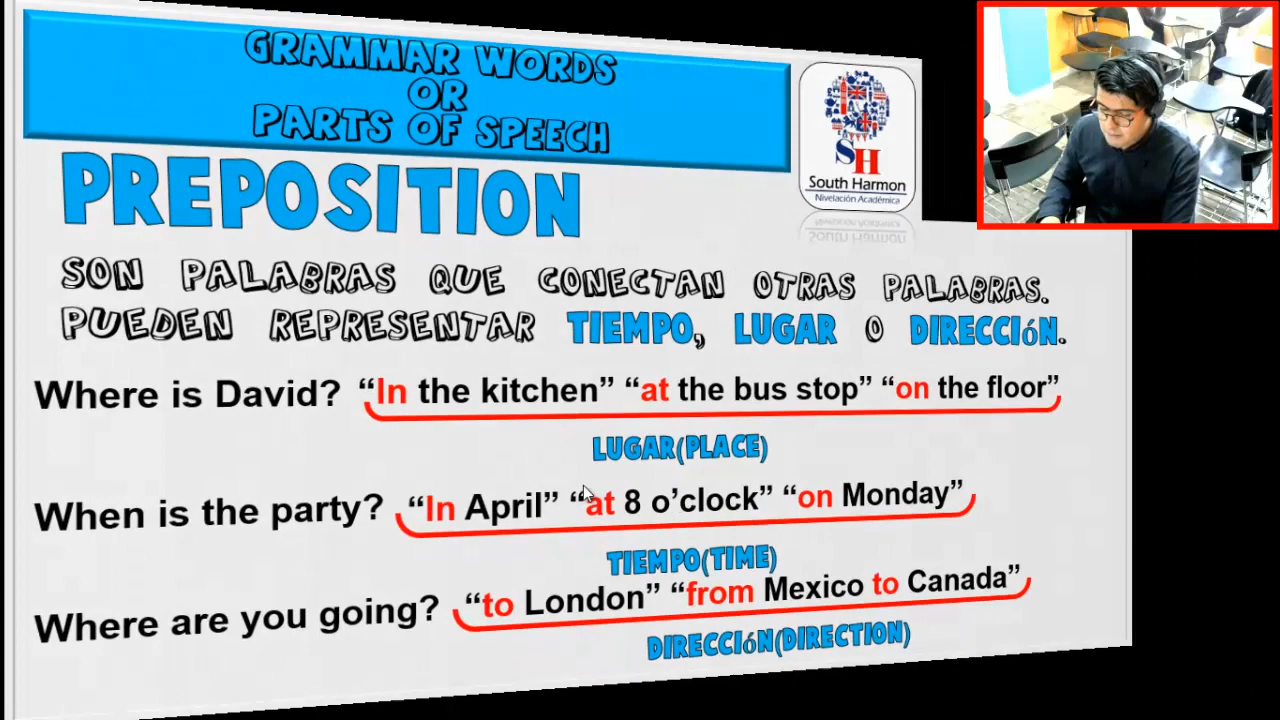 GRAMMAR WORDS
OR
PARTS OF SPEECH
SH
South Harmon
Nivelación Académica
PREPOSITION
SON PALABRAS QUE CONECTAN OTRAS PALABRAS.
PUEDEN REPRESENTAR TIEMPO, LUGAR O DIRECCIóN.
Where is David? “In the kitchen” “at the bus stop” “on the floor”
LUGAR(PLACE)
When is the party? “In April” “at 8 o’clock” “on Monday”
TIEMPO(TIME)
Where are you going? “to London” “from Mexico to Canada”
DIRECCIóN(DIRECTION)